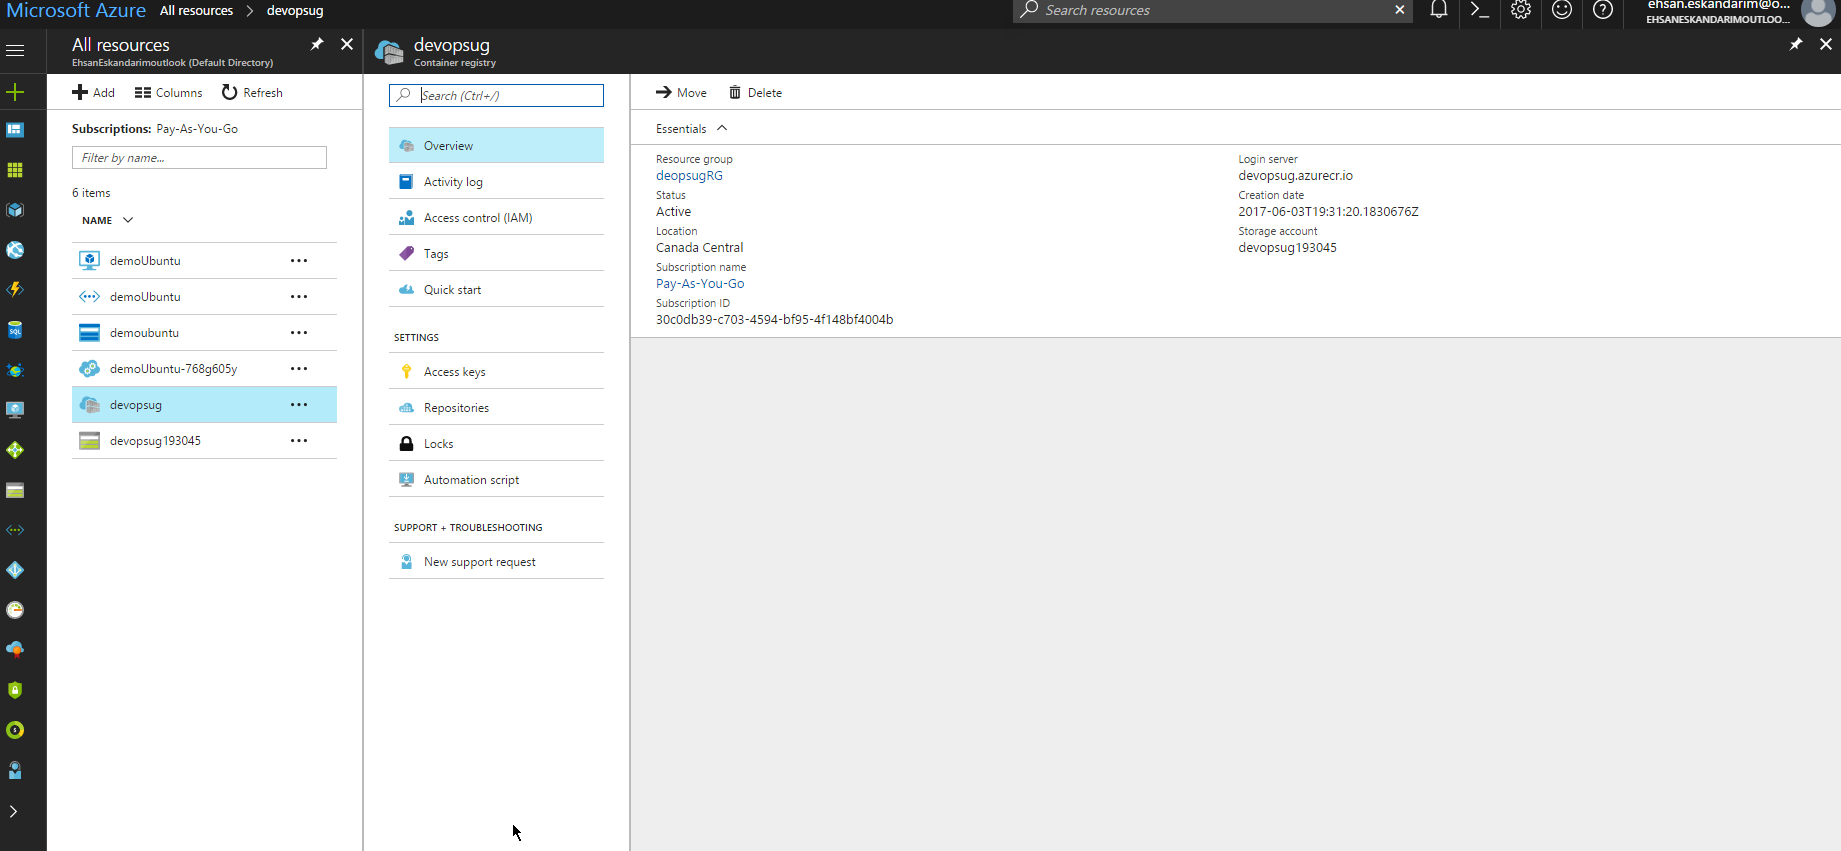 Microsoft Azure All resources > devopsug
Search resources
ehsan.eskandarim@o...
EHSANESKANDARIMOUTLOO...
All resources
EhsanEskandarimoutlook (Default Directory)
Add Columns Refresh
Subscriptions: Pay-As-You-Go
Filter by name...
6 items
NAME
demoUbuntu
demoUbuntu
demoubuntu
demoUbuntu-768g605y
devopsug
devopsug193045
devopsug
Container registry
Search (Ctrl+/)
Overview
Activity log
Access control (IAM)
Tags
Quick start
SETTINGS
Access keys
Repositories
Locks
Automation script
SUPPORT + TROUBLESHOOTING
New support request
Move Delete
Essentials
Resource group
deopsugRG
Status
Active
Location
Canada Central
Subscription name
Pay-As-You-Go
Subscription ID
30c0db39-c703-4594-bf95-4f148bf4004b
Login server
devopsug.azurecr.io
Creation date
2017-06-03T19:31:20.1830676Z
Storage account
devopsug193045